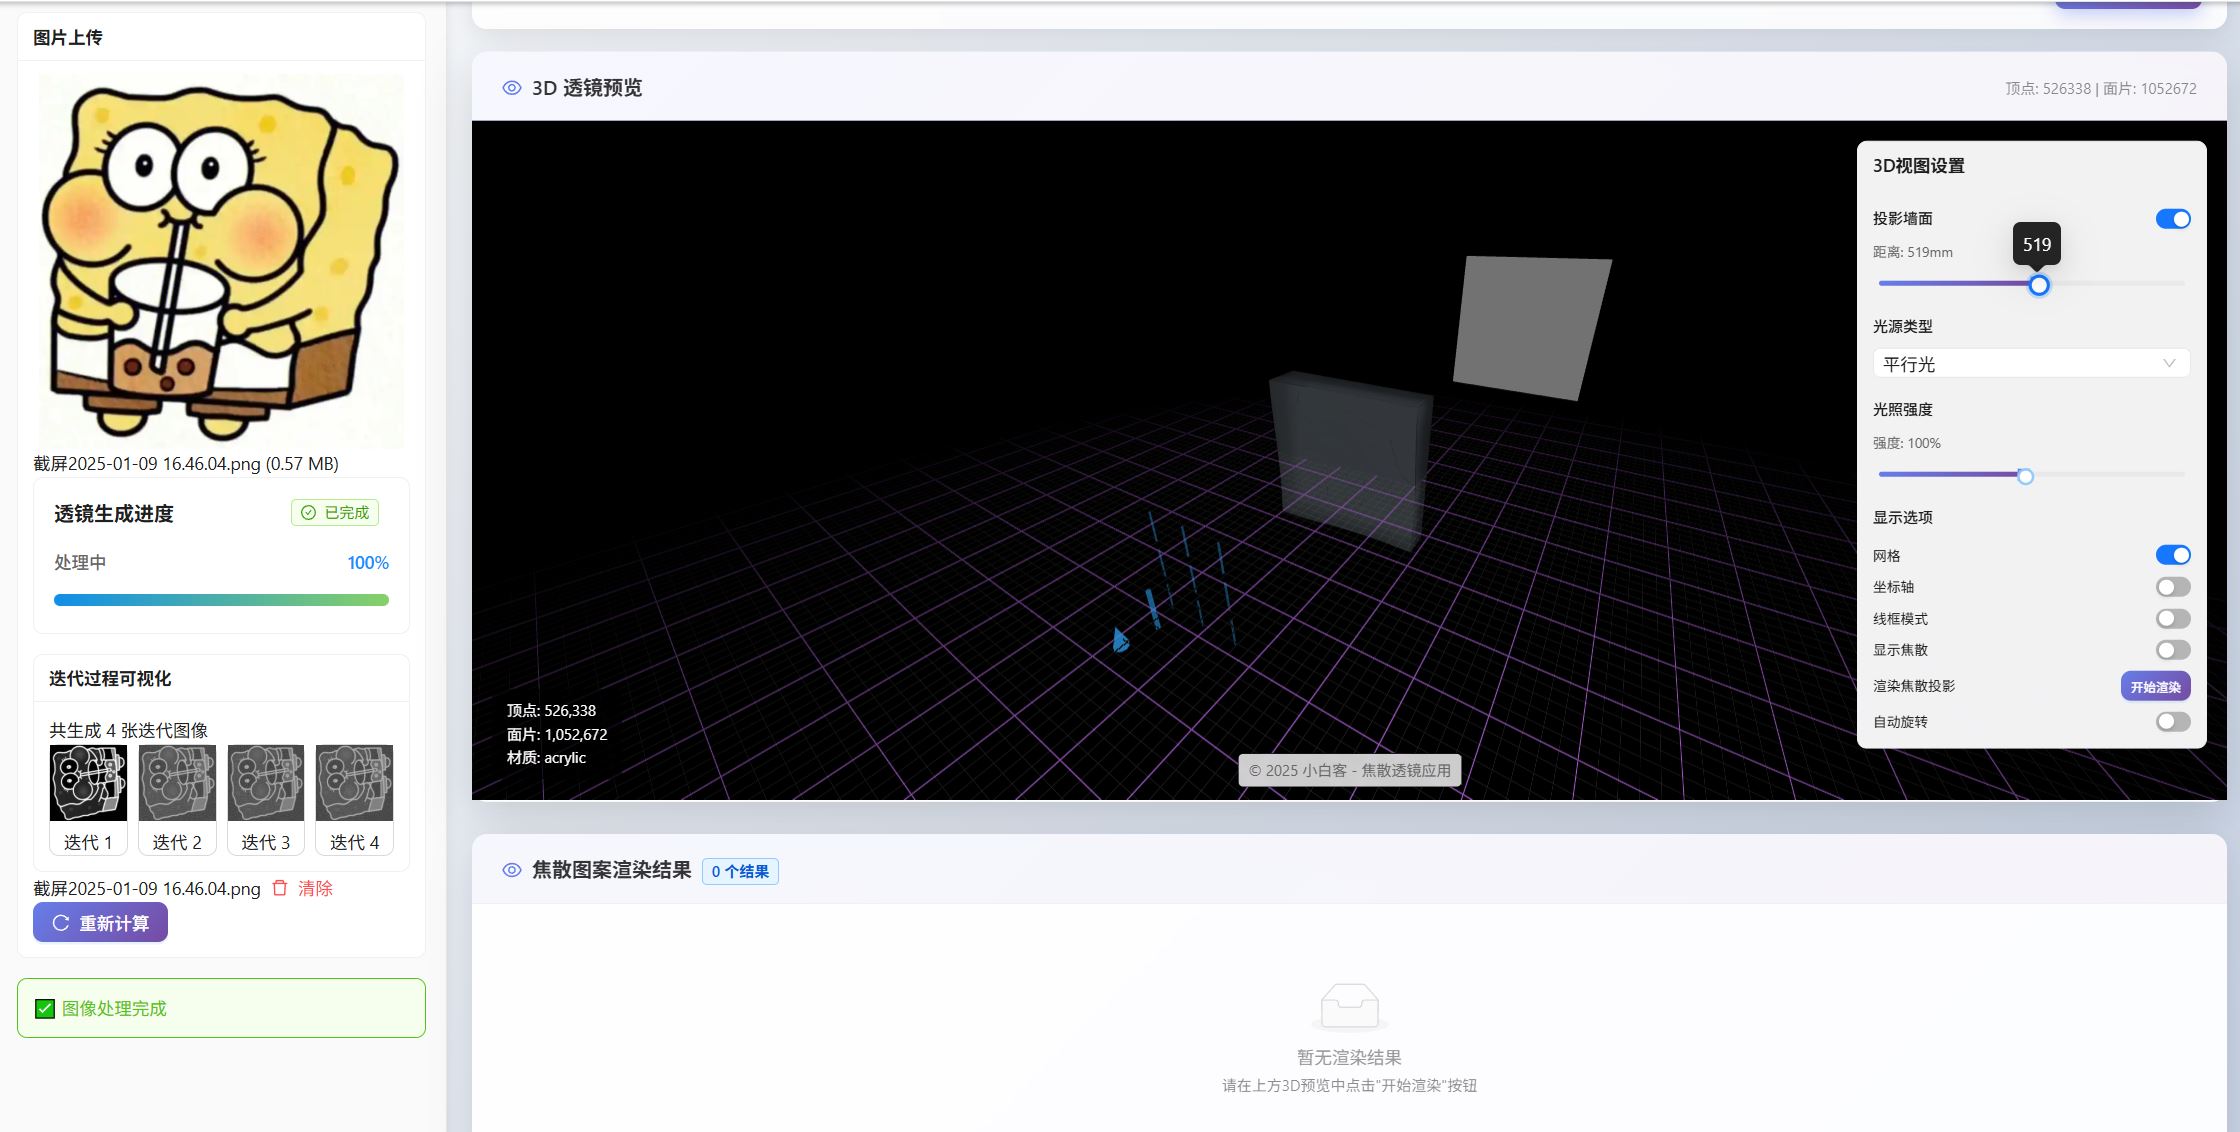 图片上传
截屏2025-01-09 16.46.04.png (0.57 MB)
透镜生成进度
已完成
处理中
100%
迭代过程可视化
共生成 4 张迭代图像
迭代 1
迭代 2
迭代 3
迭代 4
截屏2025-01-09 16.46.04.png
清除
重新计算
图像处理完成
3D 透镜预览
顶点: 526338 | 面片: 1052672
3D视图设置
投影墙面
519
距离: 519mm
光源类型
平行光
光照强度
强度: 100%
显示选项
网格
坐标轴
线框模式
显示焦散
渲染焦散投影
开始渲染
自动旋转
顶点: 526,338
面片: 1,052,672
材质: acrylic
© 2025 小白客 - 焦散透镜应用
焦散图案渲染结果
0 个结果
暂无渲染结果
请在上方3D预览中点击"开始渲染"按钮